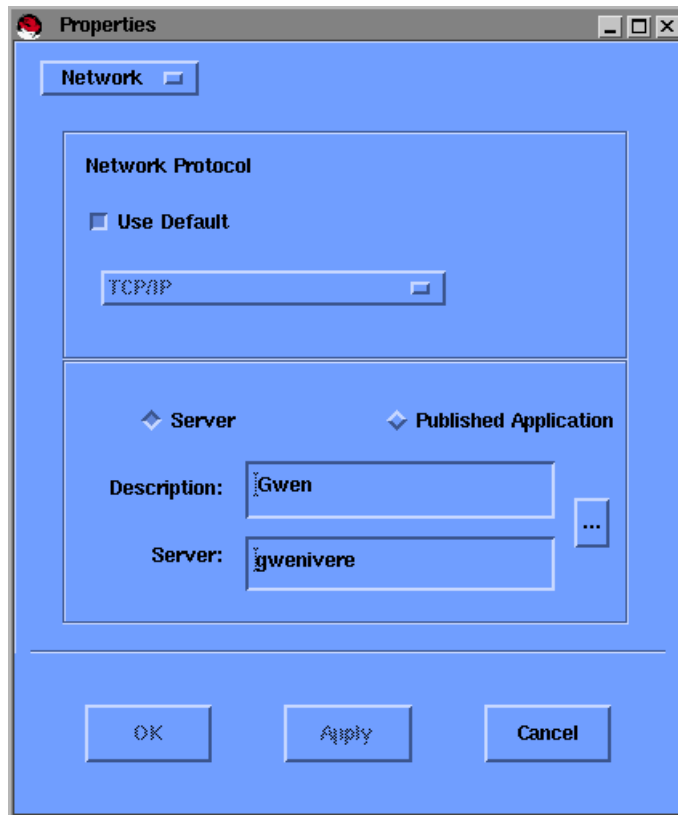 Properties
Network
Network Protocol
Use Default
TCP/IP
Server
Published Application
Description:
Gwen
...
Server:
gwenivere
OK
Apply
Cancel